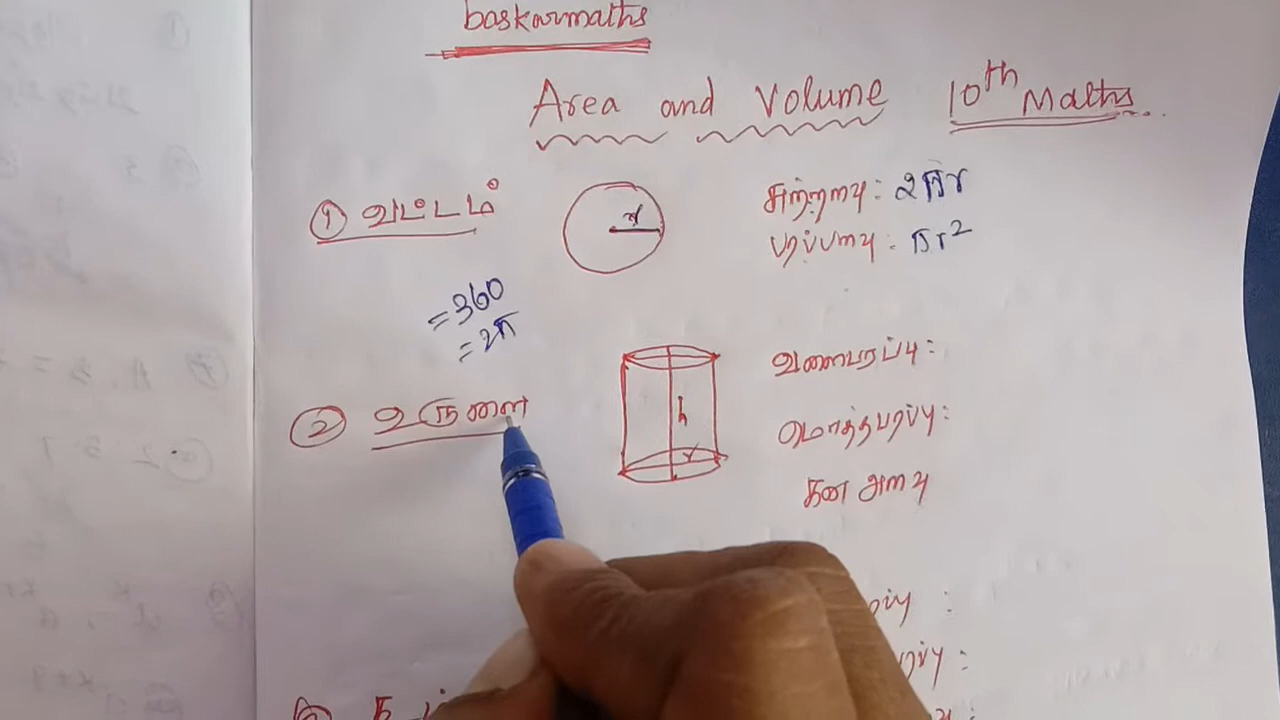 baskarmaths
Area and Volume 10th Maths
① வட்டம்
r
சுற்றளவு : 2πr
பரப்பளவு : πr²
= 360
= 2π
② உருளை
h
r
வளைபரப்பு :
மொத்தபரப்பு :
கன அளவு